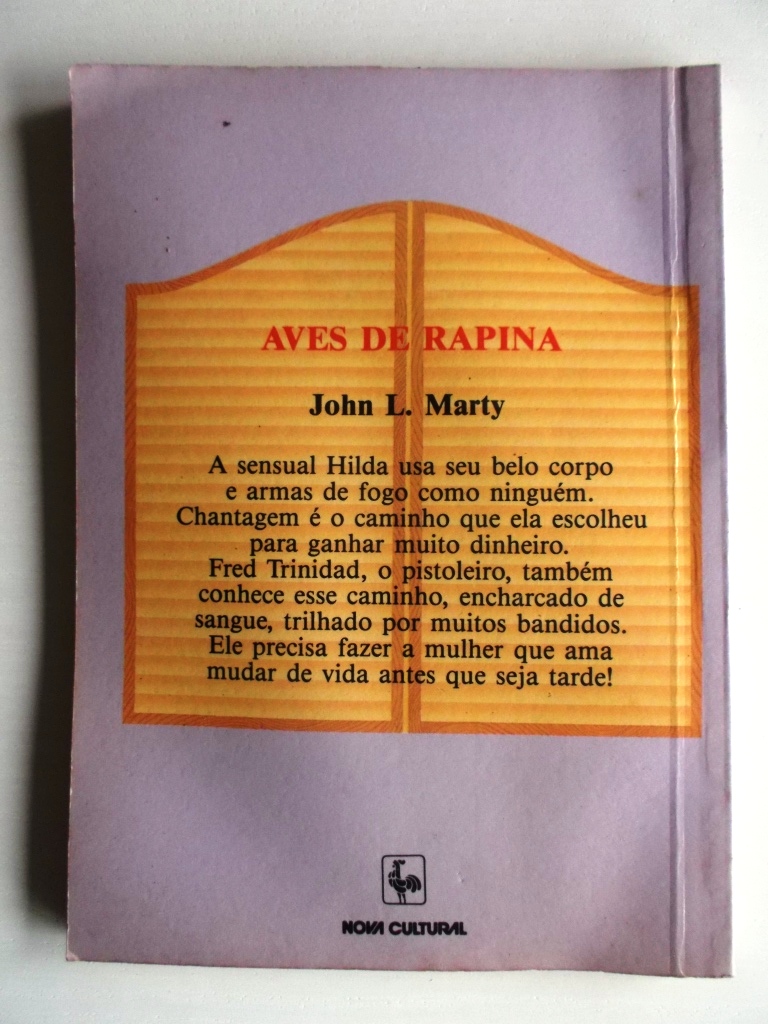 AVES DE RAPINA
John L. Marty
A sensual Hilda usa seu belo corpo
e armas de fogo como ninguém.
Chantagem é o caminho que ela escolheu
para ganhar muito dinheiro.
Fred Trinidad, o pistoleiro, também
conhece esse caminho, encharcado de
sangue, trilhado por muitos bandidos.
Ele precisa fazer a mulher que ama
mudar de vida antes que seja tarde!
NOVA CULTURAL